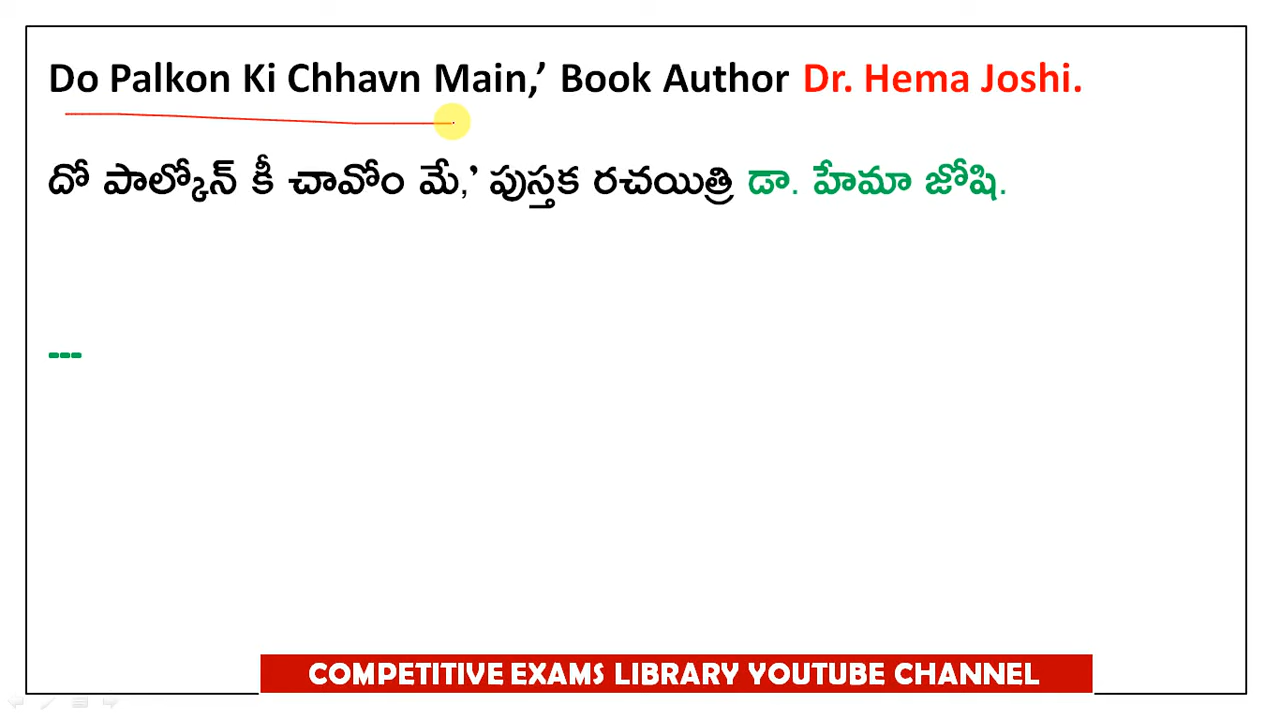 Do Palkon Ki Chhavn Main,’ Book Author Dr. Hema Joshi.
దో పాల్కోన్ కీ చావోం మే,’ పుస్తక రచయిత్రి డా. హేమా జోషి.
---
COMPETITIVE EXAMS LIBRARY YOUTUBE CHANNEL